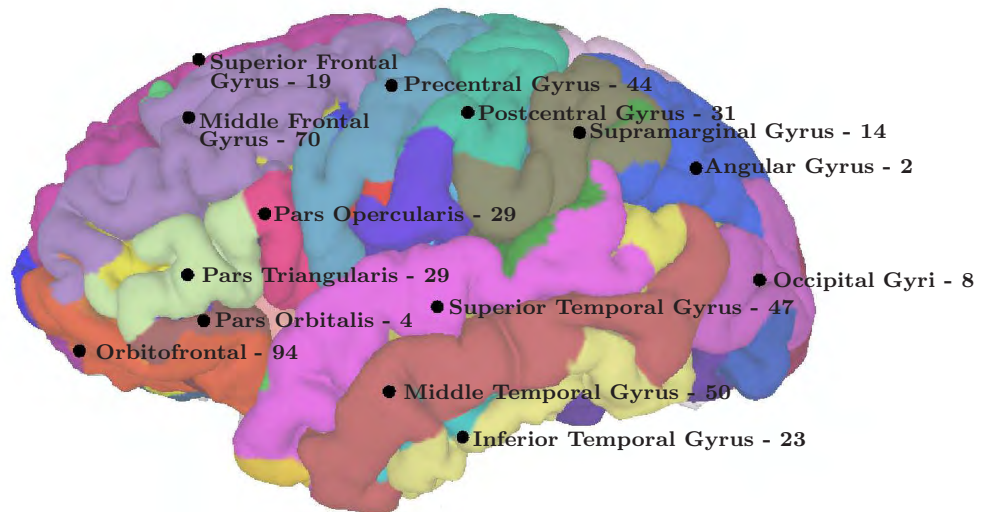 Superior Frontal
Gyrus - 19
Precentral Gyrus - 44
Postcentral Gyrus - 31
Middle Frontal
Gyrus - 70
Supramarginal Gyrus - 14
Angular Gyrus - 2
Pars Opercularis - 29
Pars Triangularis - 29
Occipital Gyri - 8
Superior Temporal Gyrus - 47
Pars Orbitalis - 4
Orbitofrontal - 94
Middle Temporal Gyrus - 50
Inferior Temporal Gyrus - 23